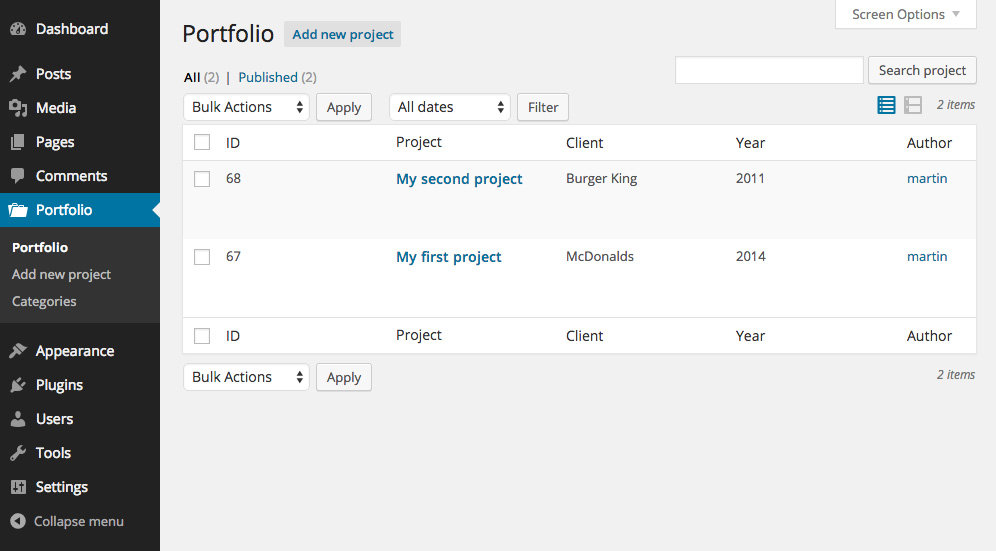 Dashboard
Posts
Media
Pages
Comments
Portfolio
Portfolio
Add new project
Categories
Appearance
Plugins
Users
Tools
Settings
Collapse menu
Screen Options
Portfolio Add new project
All (2) | Published (2)
Search project
Bulk Actions Apply All dates Filter 2 items
ID Project Client Year Author
68 My second project Burger King 2011 martin
67 My first project McDonalds 2014 martin
ID Project Client Year Author
Bulk Actions Apply 2 items